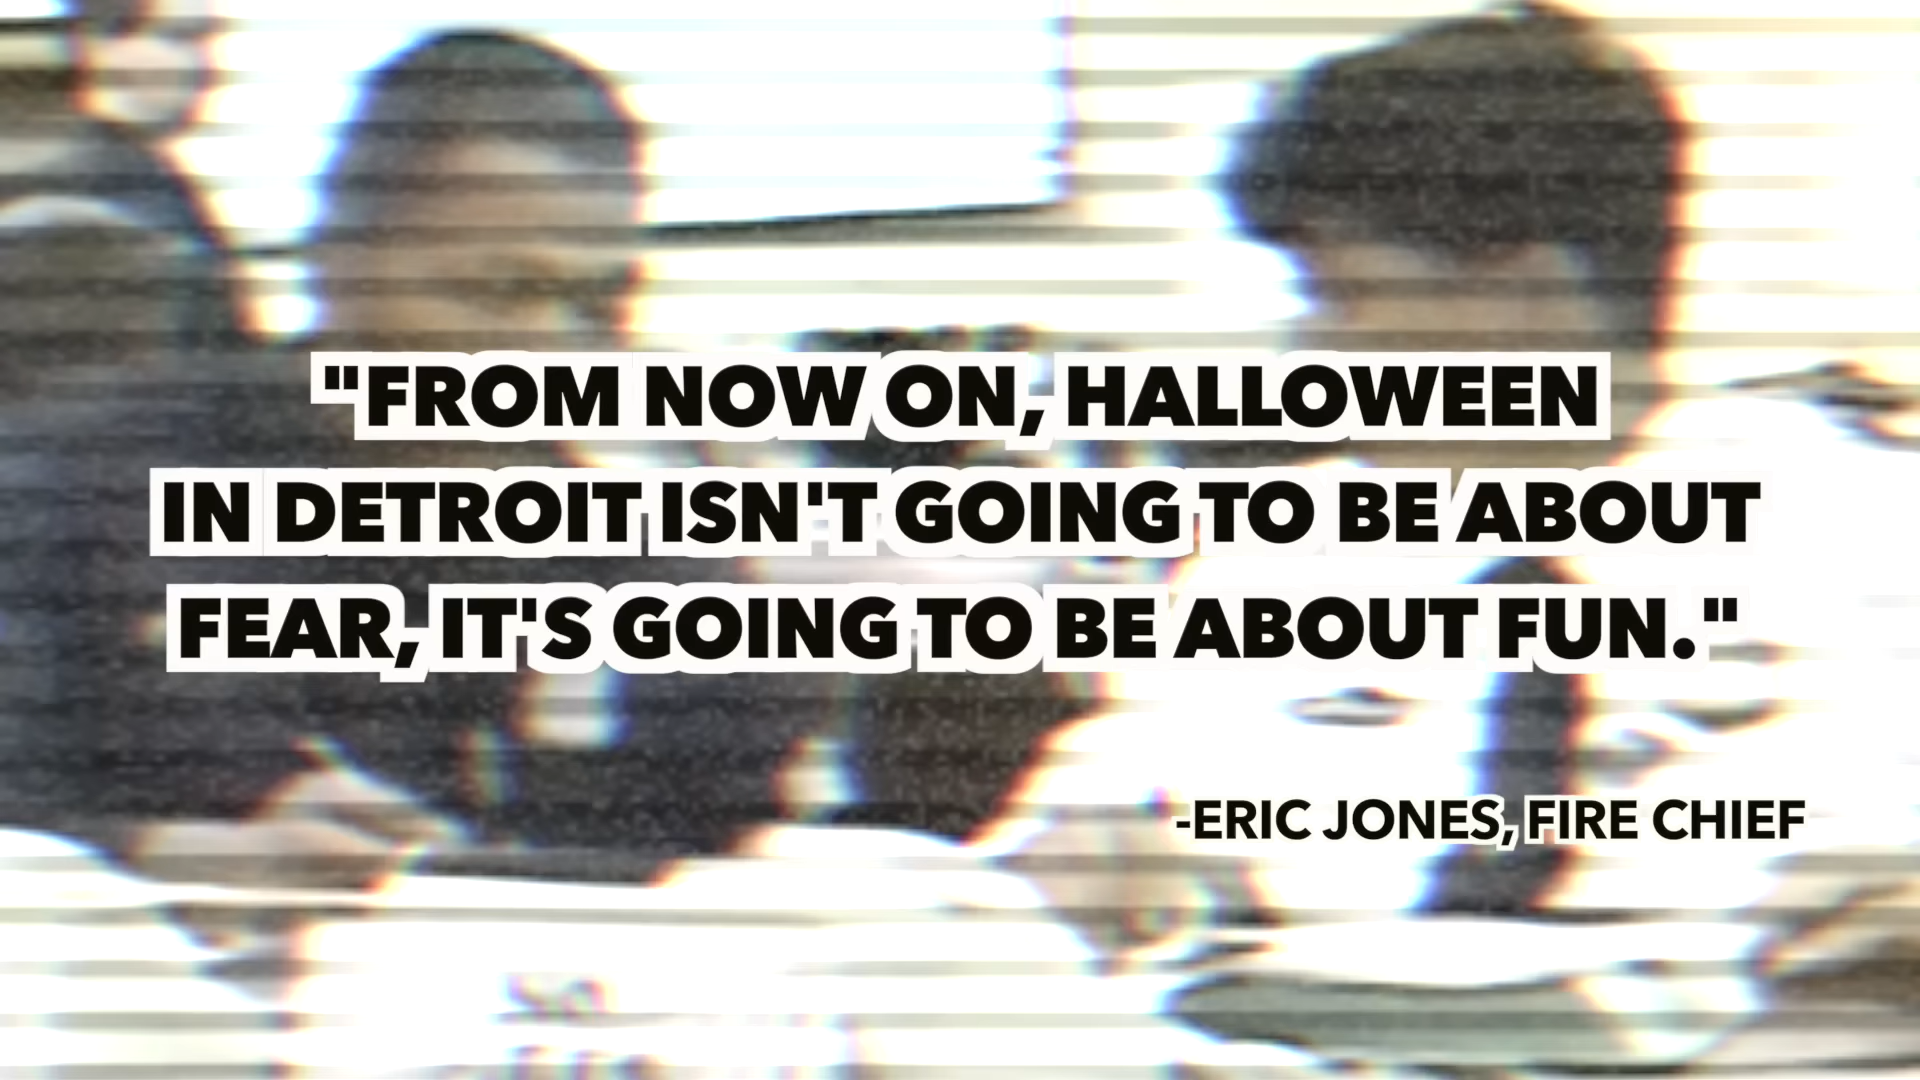 "FROM NOW ON, HALLOWEEN
IN DETROIT ISN'T GOING TO BE ABOUT
FEAR, IT'S GOING TO BE ABOUT FUN."
-ERIC JONES, FIRE CHIEF